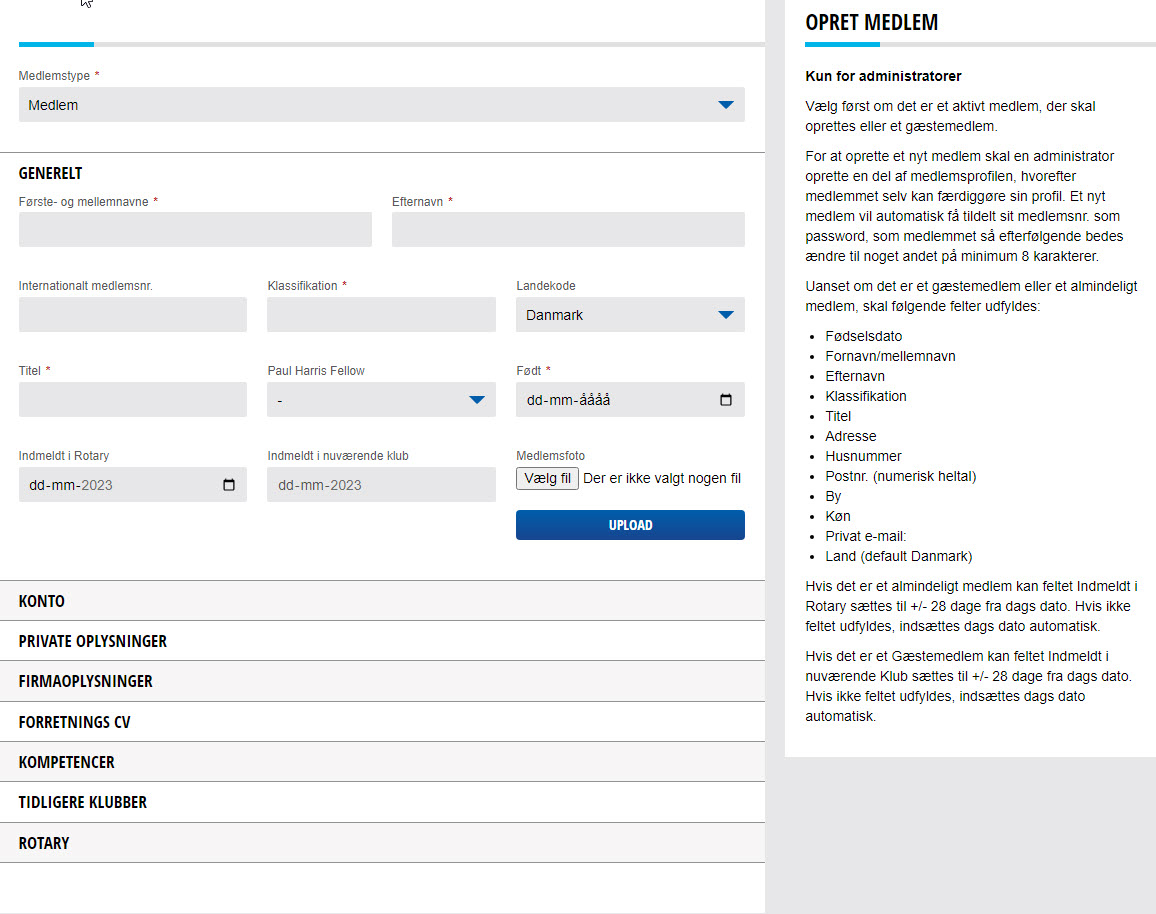 Medlemstype *
Medlem
GENERELT
Første- og mellemnavne *
Efternavn *
Internationalt medlemsnr.
Klassifikation *
Landekode
Danmark
Titel *
Paul Harris Fellow
Født *
-
dd-mm-åååå
Indmeldt i Rotary
Indmeldt i nuværende klub
Medlemsfoto
dd-mm-2023
dd-mm-2023
Vælg fil Der er ikke valgt nogen fil
UPLOAD
KONTO
PRIVATE OPLYSNINGER
FIRMAOPLYSNINGER
FORRETNINGS CV
KOMPETENCER
TIDLIGERE KLUBBER
ROTARY
OPRET MEDLEM
Kun for administratorer
Vælg først om det er et aktivt medlem, der skal
oprettes eller et gæstemedlem.
For at oprette et nyt medlem skal en administrator
oprette en del af medlemsprofilen, hvorefter
medlemmet selv kan færdiggøre sin profil. Et nyt
medlem vil automatisk få tildelt sit medlemsnr. som
password, som medlemmet så efterfølgende bedes
ændre til noget andet på minimum 8 karakterer.
Uanset om det er et gæstemedlem eller et almindeligt
medlem, skal følgende felter udfyldes:
• Fødselsdato
• Fornavn/mellemnavn
• Efternavn
• Klassifikation
• Titel
• Adresse
• Husnummer
• Postnr. (numerisk heltal)
• By
• Køn
• Privat e-mail:
• Land (default Danmark)
Hvis det er et almindeligt medlem kan feltet Indmeldt i
Rotary sættes til +/- 28 dage fra dags dato. Hvis ikke
feltet udfyldes, indsættes dags dato automatisk.
Hvis det er et Gæstemedlem kan feltet Indmeldt i
nuværende Klub sættes til +/- 28 dage fra dags dato.
Hvis ikke feltet udfyldes, indsættes dags dato
automatisk.